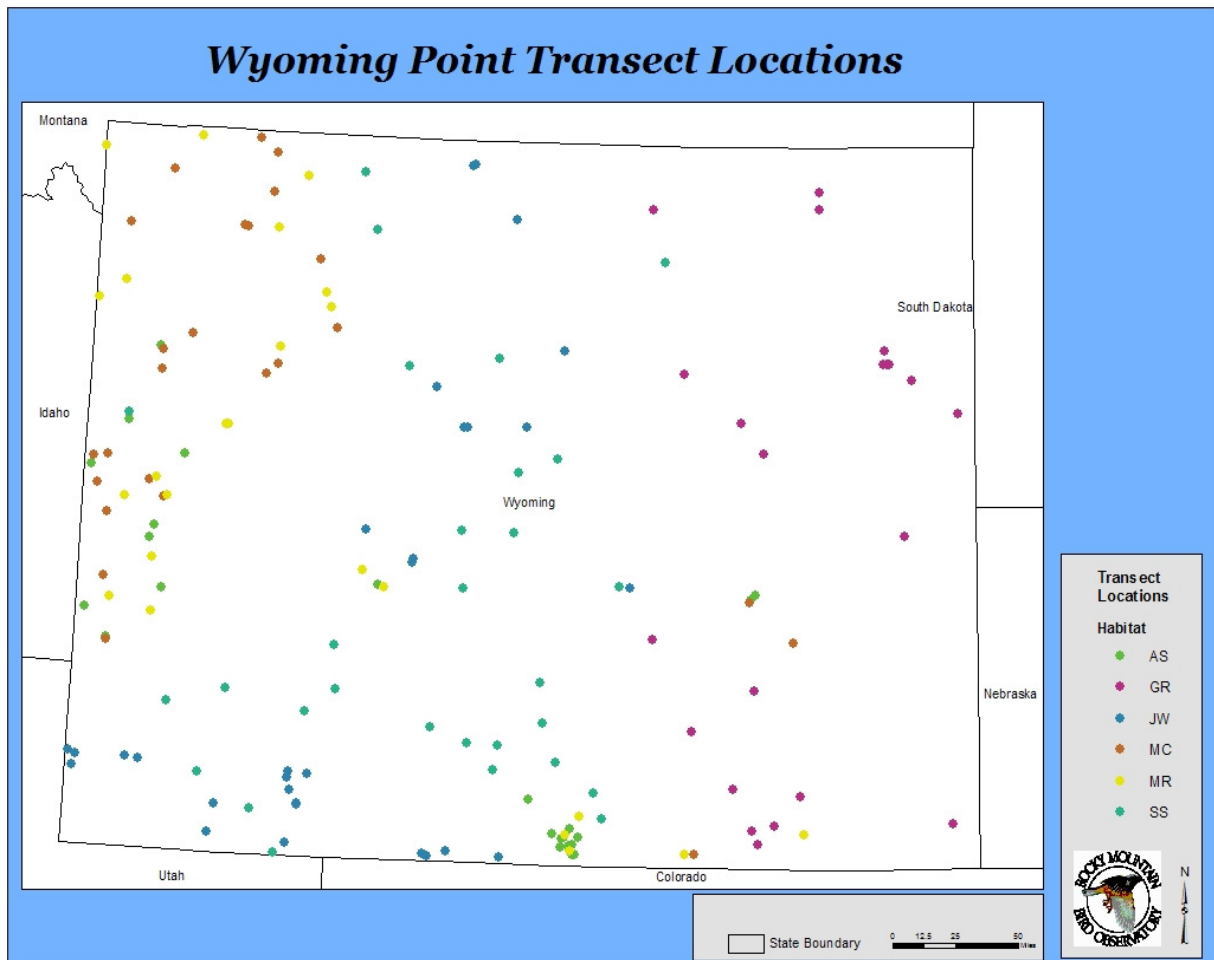 Wyoming Point Transect Locations
Montana
South Dakota
Idaho
Wyoming
Nebraska
Utah
Colorado
Transect
Locations
Habitat
AS
GR
JW
MC
MR
SS
ROCKY MOUNTAIN
BIRD OBSERVATORY
N
State Boundary
0 12.5 25 50
Miles